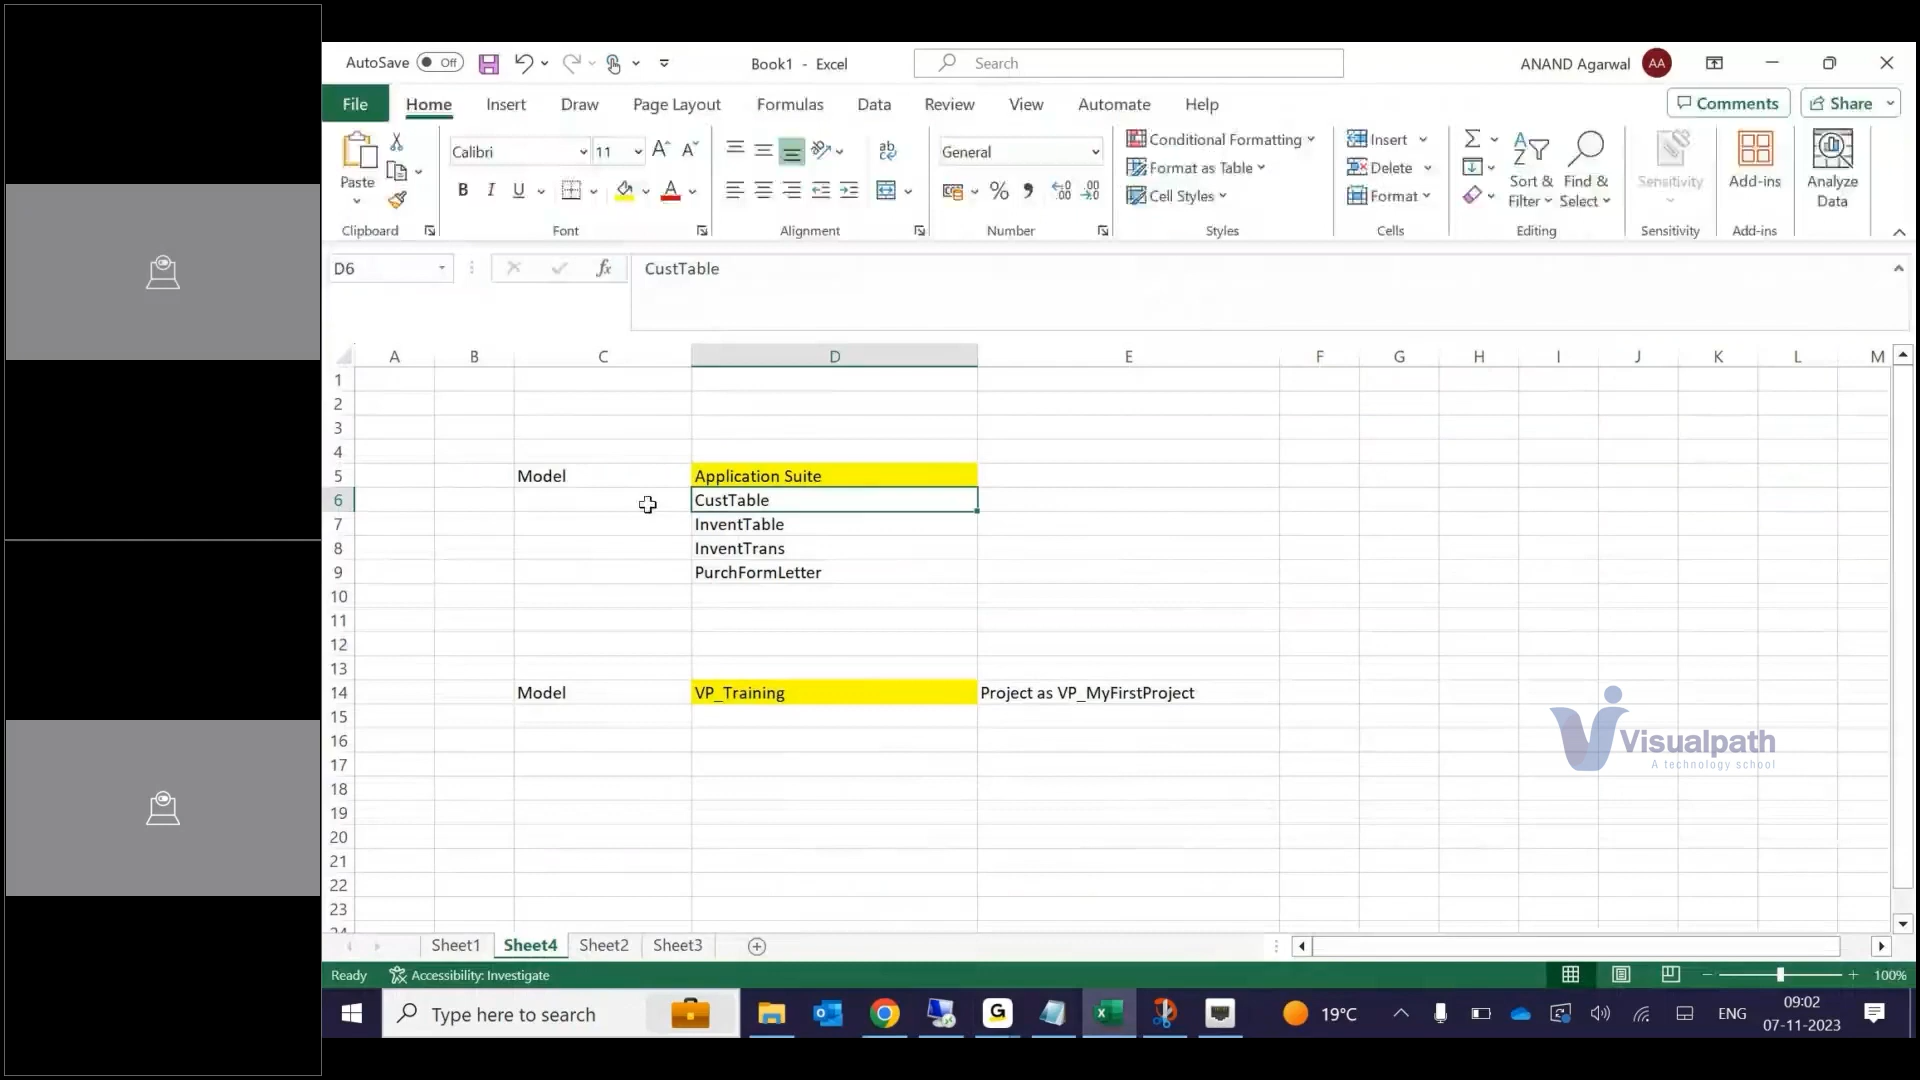 AutoSave Off Book1 - Excel Search ANAND Agarwal AA
File Home Insert Draw Page Layout Formulas Data Review View Automate Help Comments Share
Paste
Clipboard
Calibri 11
B I U A
Font
ab
Alignment
General
% 9
Number
Conditional Formatting
Format as Table
Cell Styles
Styles
Insert
Delete
Format
Cells
Sort & Filter
Find & Select
Editing
Sensitivity
Sensitivity
Add-ins
Add-ins
Analyze Data
D6 fx CustTable
A B C D E F G H I J K L M
1
2
3
4
5 Model Application Suite
6 CustTable
7 InventTable
8 InventTrans
9 PurchFormLetter
10
11
12
13
14 Model VP_Training Project as VP_MyFirstProject
15
16
17
18
19
20
21
22
23
24
Visualpath
A technology school
Sheet1 Sheet4 Sheet2 Sheet3
Ready Accessibility: Investigate 100%
Type here to search 19°C ENG 09:02
07-11-2023